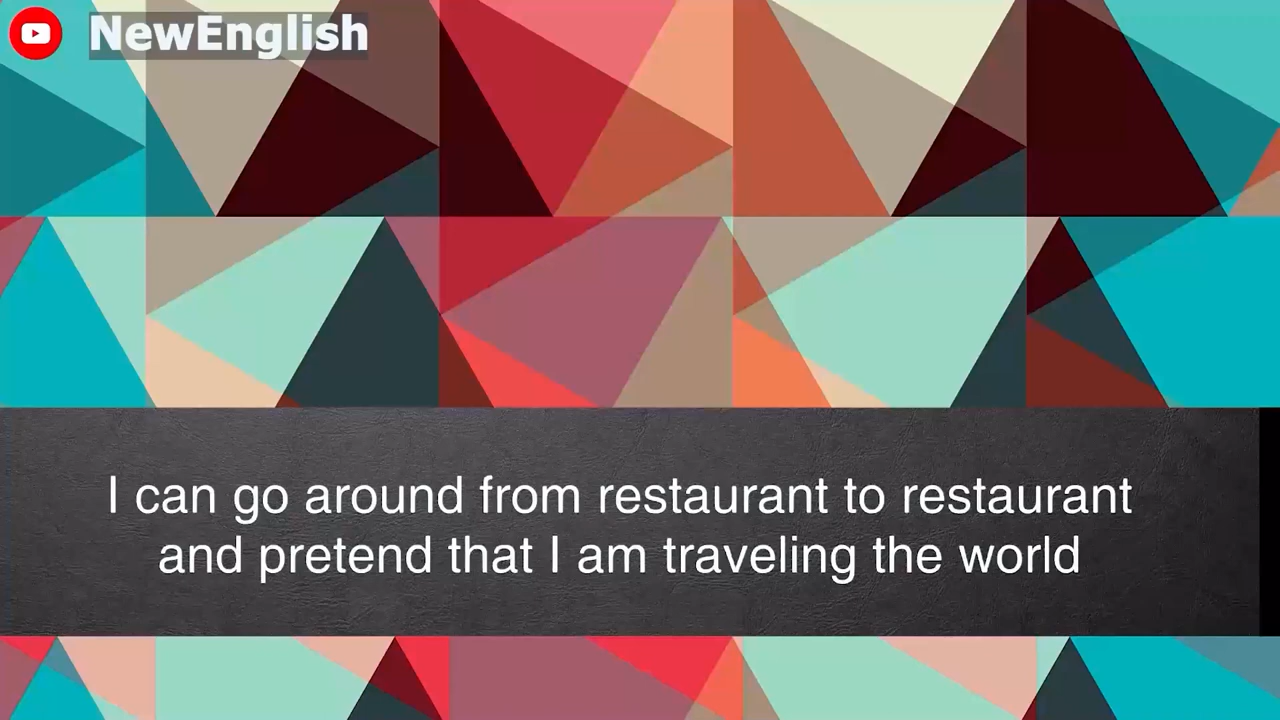 NewEnglish
I can go around from restaurant to restaurant
and pretend that I am traveling the world